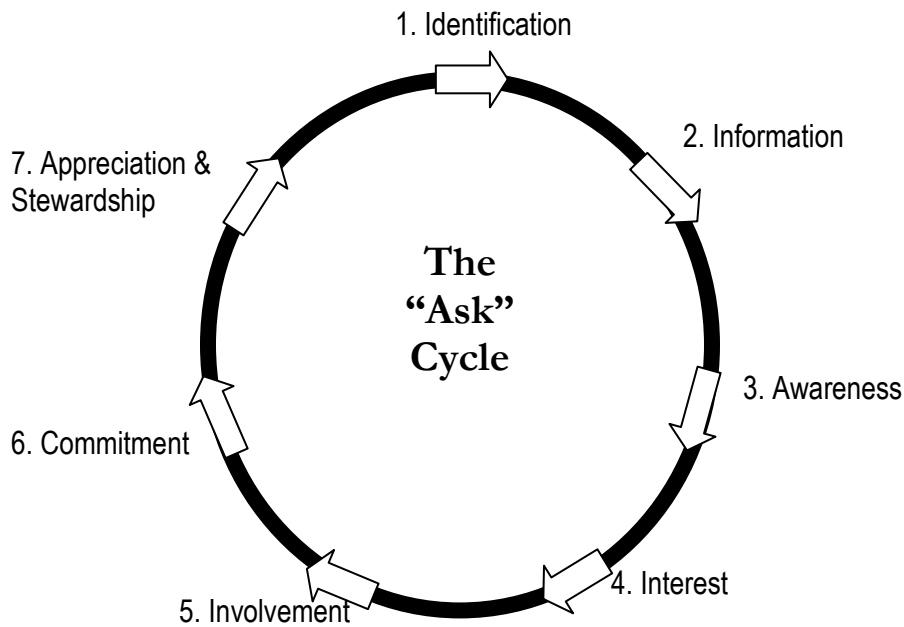 1. Identification
2. Information
3. Awareness
4. Interest
5. Involvement
6. Commitment
7. Appreciation &
Stewardship
The
“Ask”
Cycle